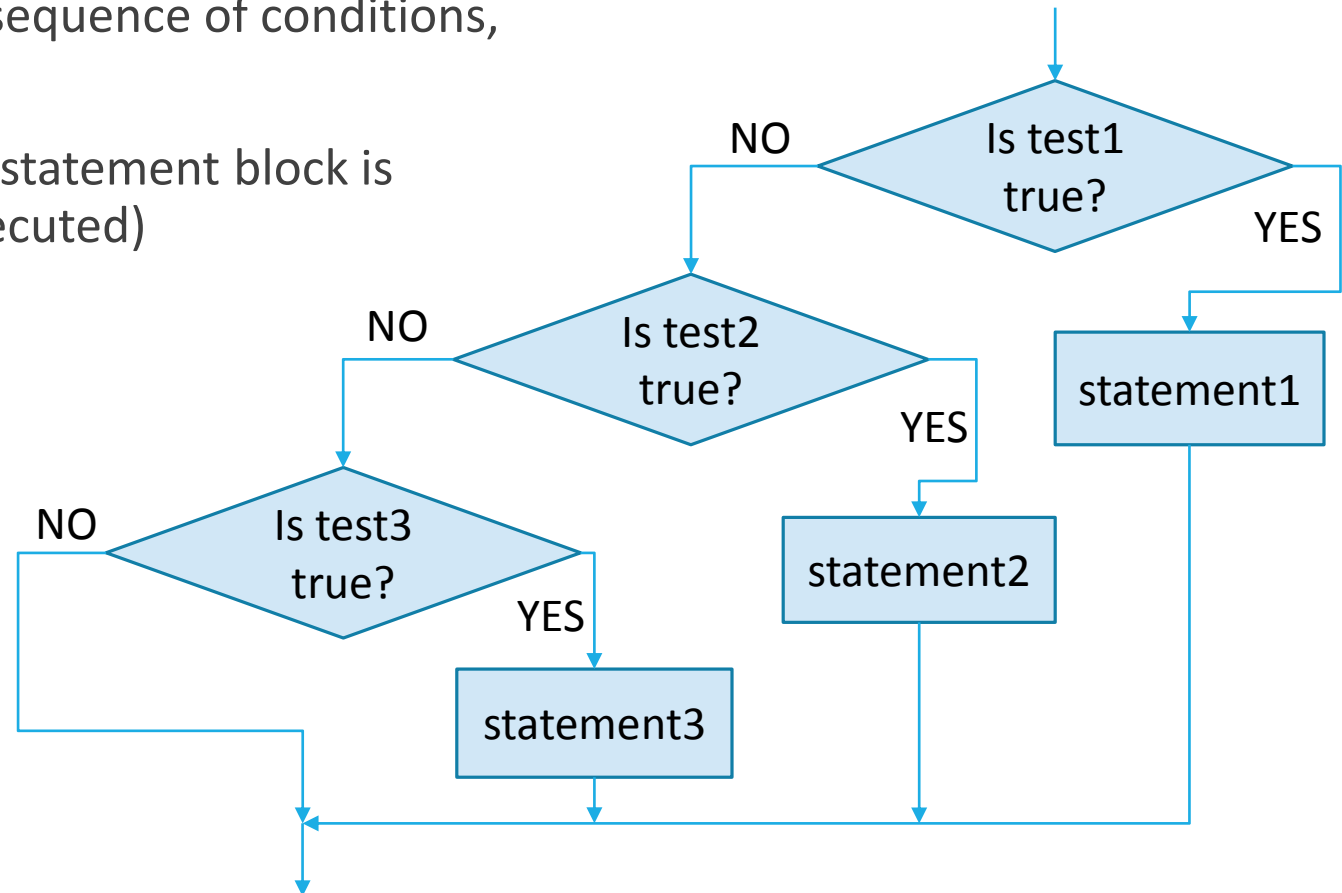 sequence of conditions,
statement block is
ecuted)
Is test1
true?
NO
YES
statement1
Is test2
true?
NO
YES
statement2
Is test3
true?
NO
YES
statement3